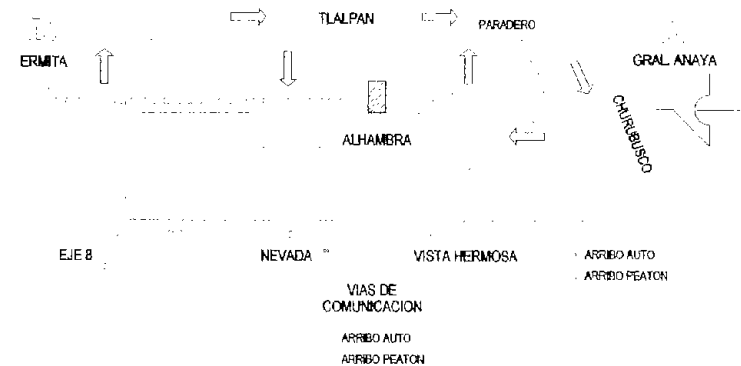 TLALPAN
PARADERO
ERMITA
GRAL. ANAYA
CHURUBUSCO
ALHAMBRA
EJE 8
NEVADA
VISTA HERMOSA
ARRIBO AUTO
ARRIBO PEATON
VIAS DE
COMUNICACION
ARRIBO AUTO
ARRIBO PEATON